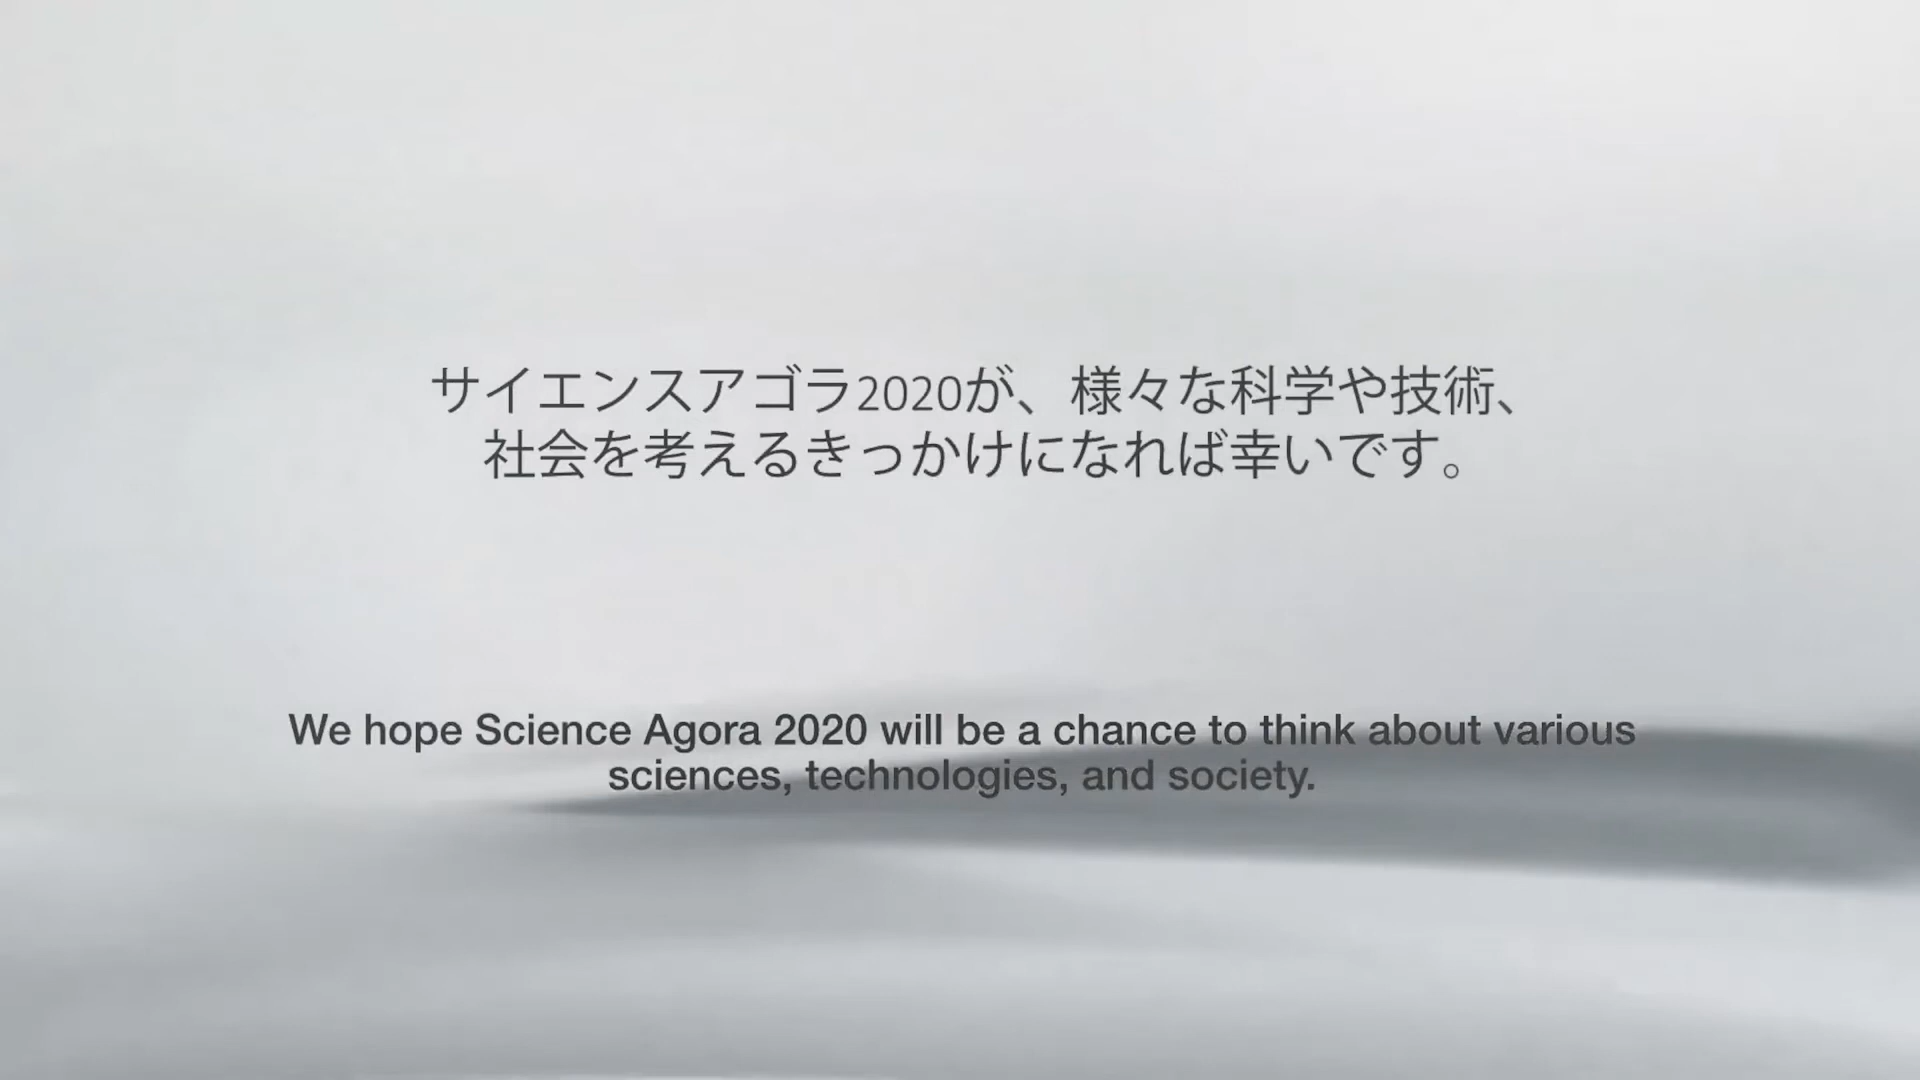 サイエンスアゴラ2020が、様々な科学や技術、
社会を考えるきっかけになれば幸いです。
We hope Science Agora 2020 will be a chance to think about various
sciences, technologies, and society.